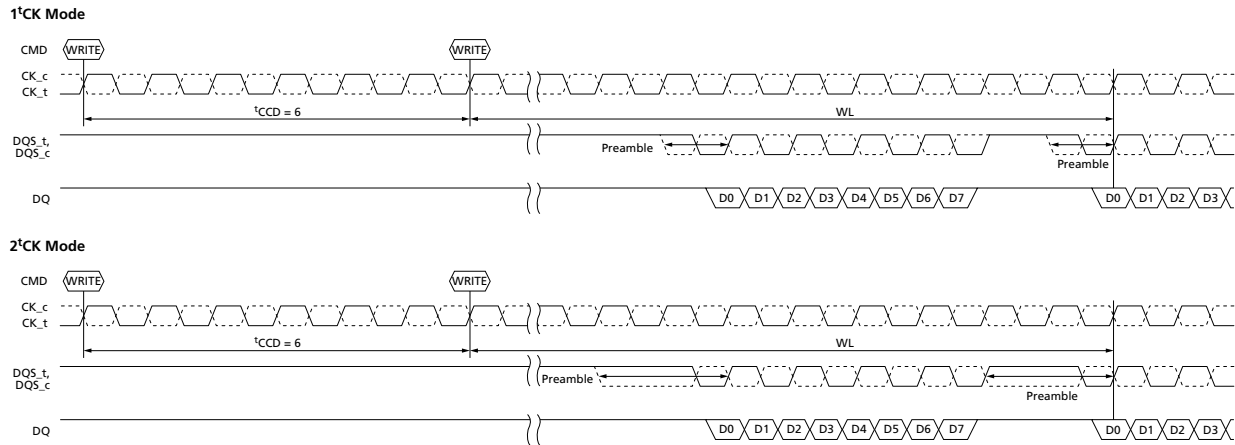 1tCK Mode
CMD WRITE WRITE
CK_c
CK_t
tCCD = 6 WL
DQS_t,
DQS_c
Preamble
Preamble
DQ D0 D1 D2 D3 D4 D5 D6 D7 D0 D1 D2 D3
2tCK Mode
CMD WRITE WRITE
CK_c
CK_t
tCCD = 6 WL
DQS_t,
DQS_c
Preamble
Preamble
DQ D0 D1 D2 D3 D4 D5 D6 D7 D0 D1 D2 D3